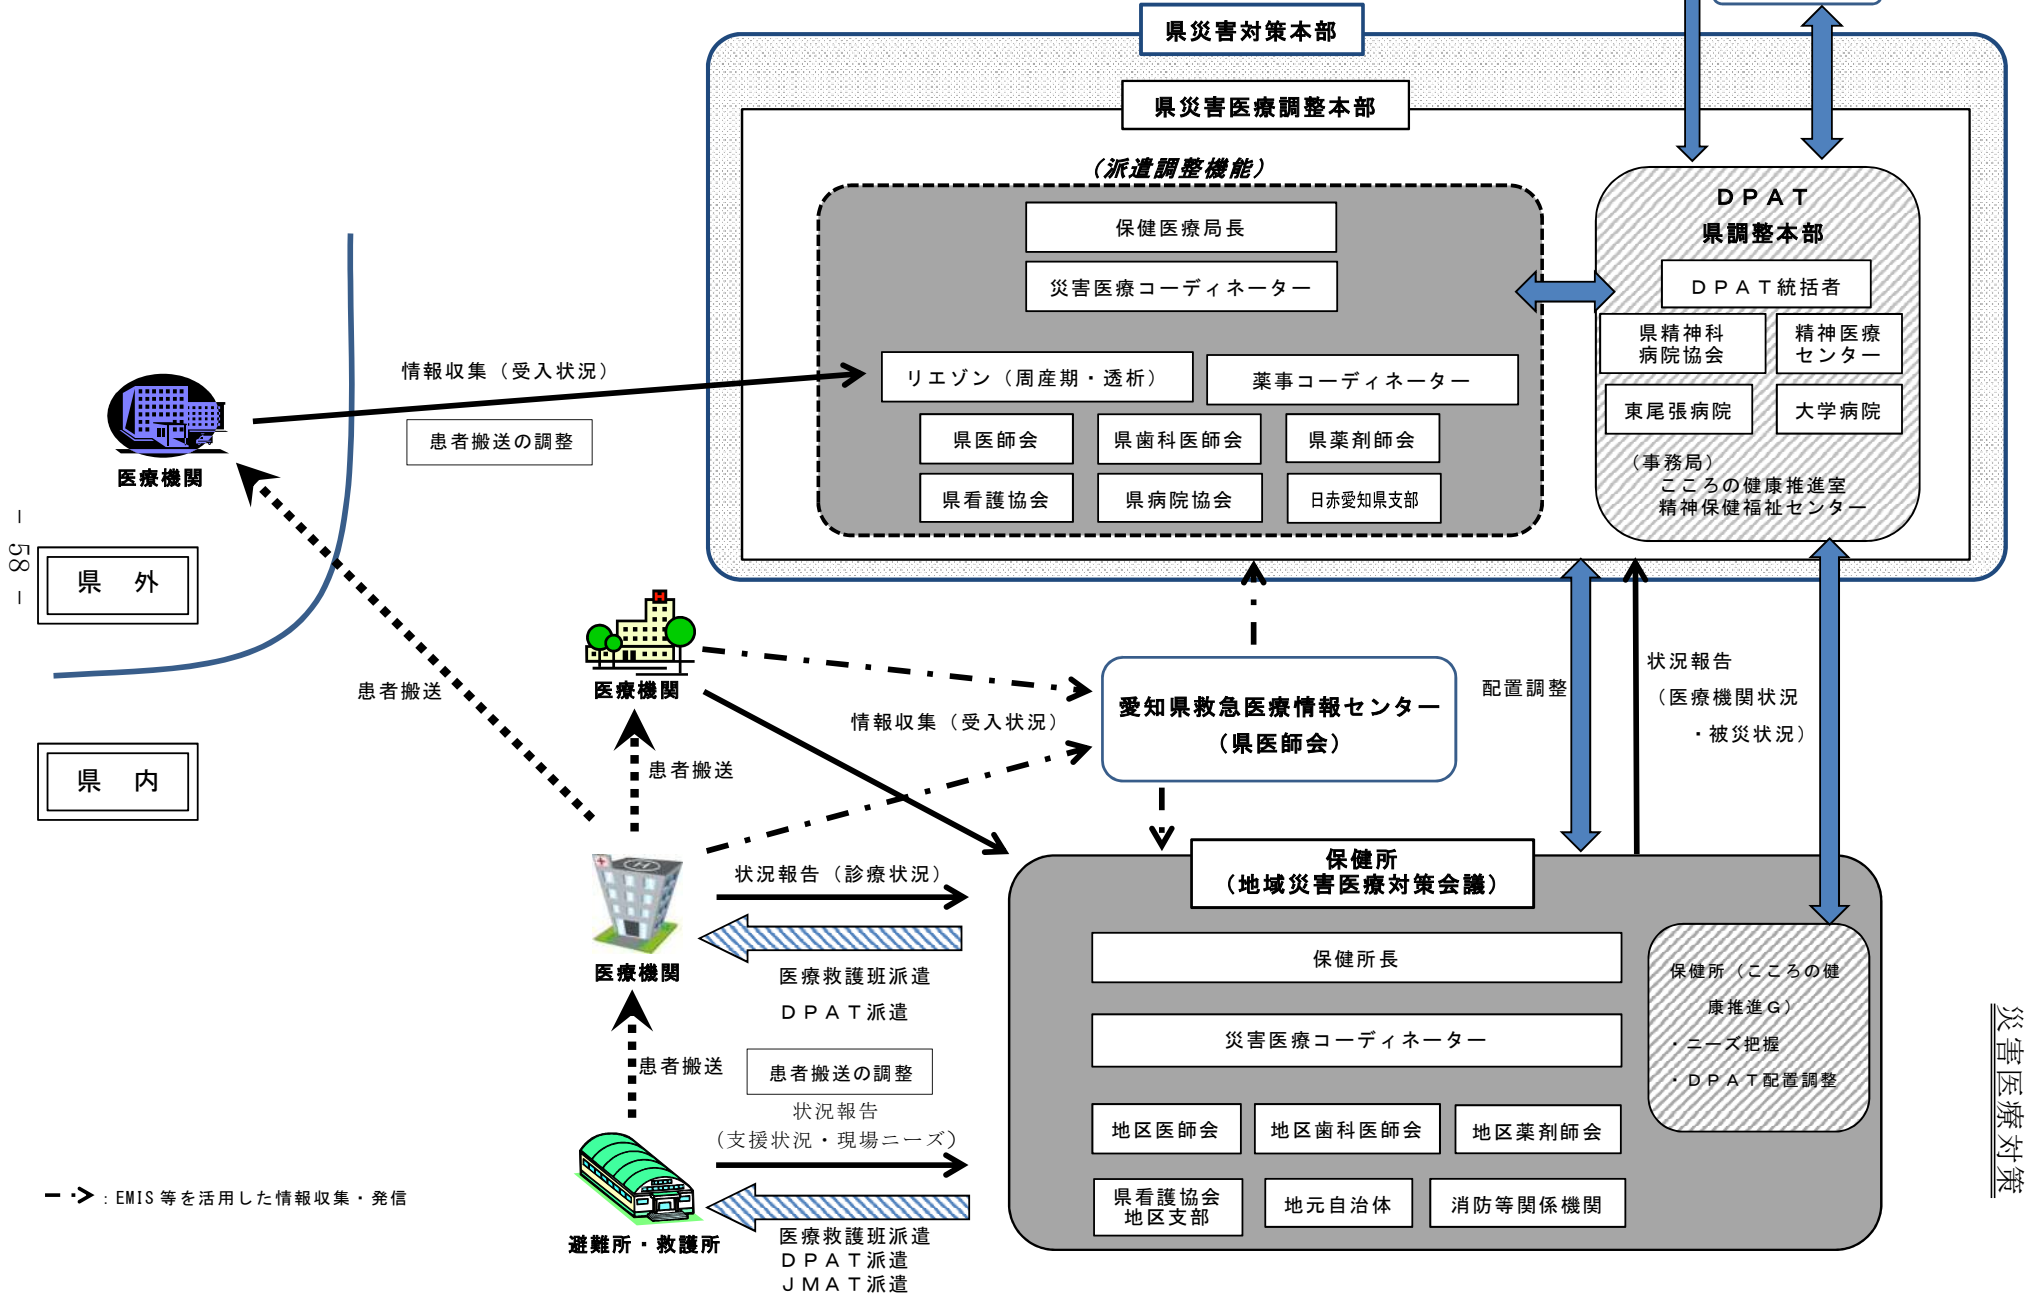 県災害対策本部
県災害医療調整本部
(派遣調整機能)
保健医療局長
災害医療コーディネーター
リエゾン（周産期・透析）
薬事コーディネーター
県医師会
県歯科医師会
県薬剤師会
県看護協会
県病院協会
日赤愛知県支部
ＤＰＡＴ
県調整本部
ＤＰＡＴ統括者
県精神科
病院協会
精神医療
センター
東尾張病院
大学病院
（事務局）
こころの健康推進室
精神保健福祉センター
情報収集（受入状況）
患者搬送の調整
医療機関
－ 58 －
県　外
県　内
患者搬送
医療機関
患者搬送
情報収集（受入状況）
愛知県救急医療情報センター
（県医師会）
配置調整
状況報告
（医療機関状況
・被災状況）
医療機関
状況報告（診療状況）
医療救護班派遣
ＤＰＡＴ派遣
患者搬送
患者搬送の調整
状況報告
（支援状況・現場ニーズ）
避難所・救護所
医療救護班派遣
ＤＰＡＴ派遣
ＪＭＡＴ派遣
保健所
（地域災害医療対策会議）
保健所長
災害医療コーディネーター
地区医師会
地区歯科医師会
地区薬剤師会
県看護協会
地区支部
地元自治体
消防等関係機関
保健所（こころの健
康推進Ｇ）
・ニーズ把握
・ＤＰＡＴ配置調整
：EMIS 等を活用した情報収集・発信
災害医療対策